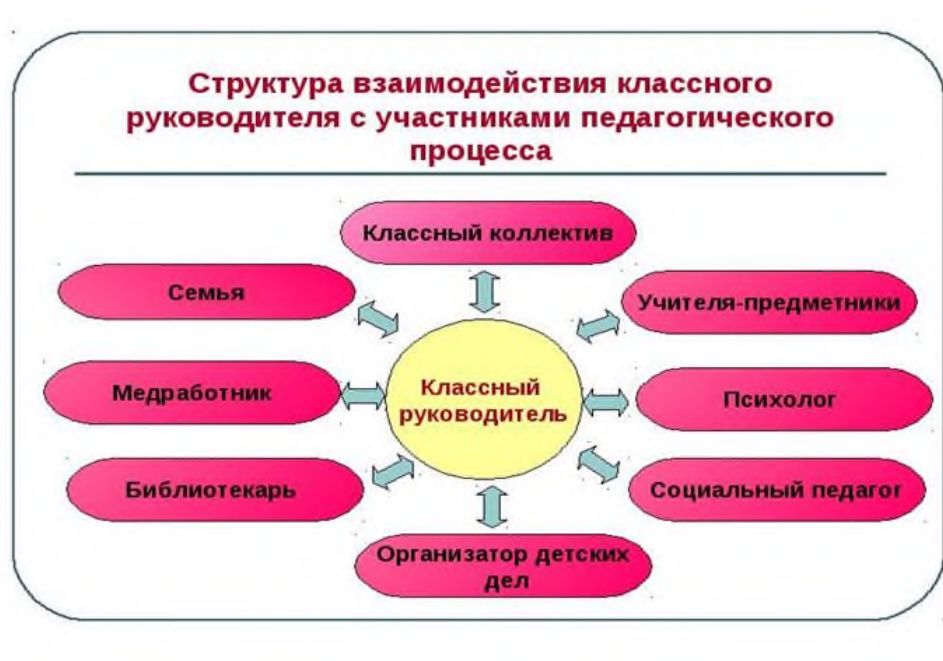 Структура взаимодействия классного
руководителя с участниками педагогического
процесса
Классный коллектив
Семья
Учителя-предметники
Медработник
Классный
руководитель
Психолог
Библиотекарь
Социальный педагог
Организатор детских
дел